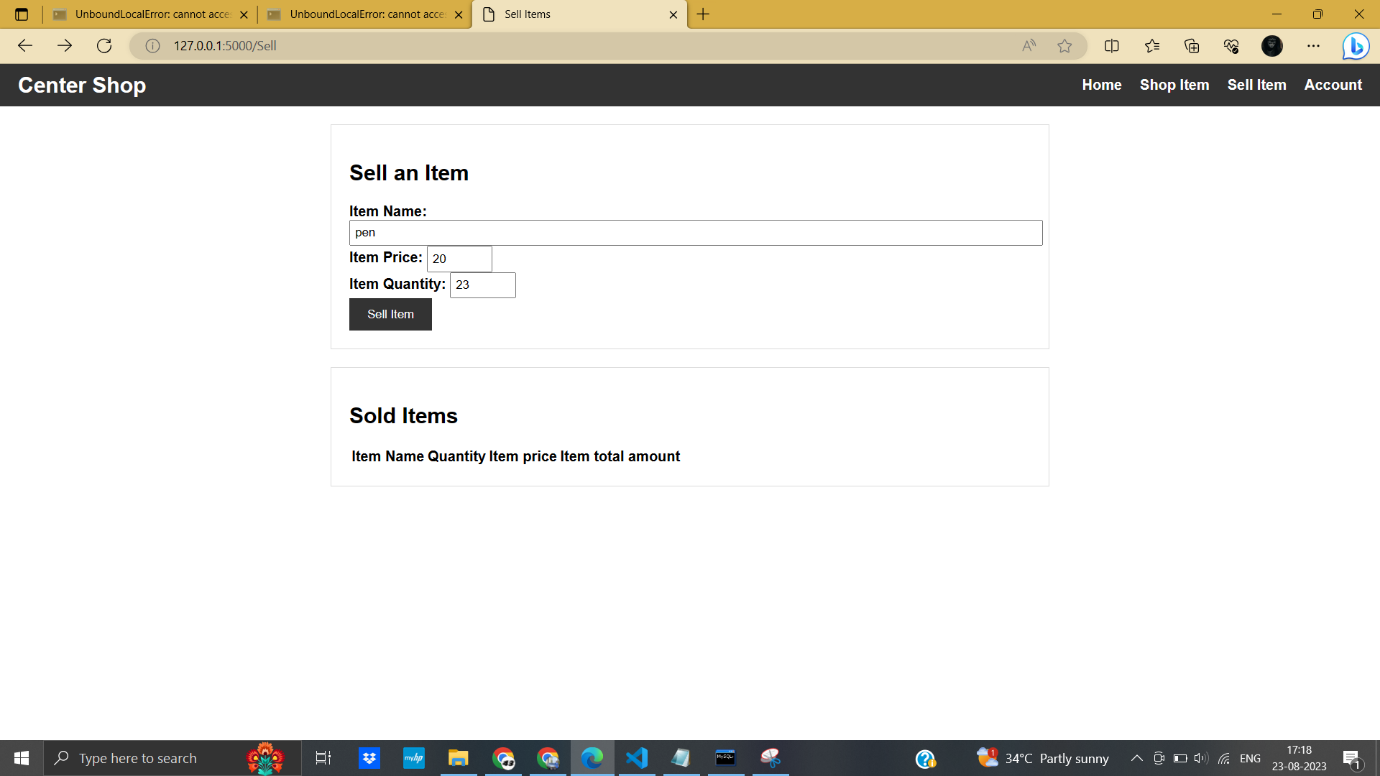 UnboundLocalError: cannot acce
UnboundLocalError: cannot acce
Sell Items
127.0.0.1:5000/Sell
Center Shop
Home Shop Item Sell Item Account
Sell an Item
Item Name:
pen
Item Price: 20
Item Quantity: 23
Sell Item
Sold Items
Item Name Quantity Item price Item total amount
Type here to search
myhp
34°C Partly sunny
ENG
17:18
23-08-2023
1
1